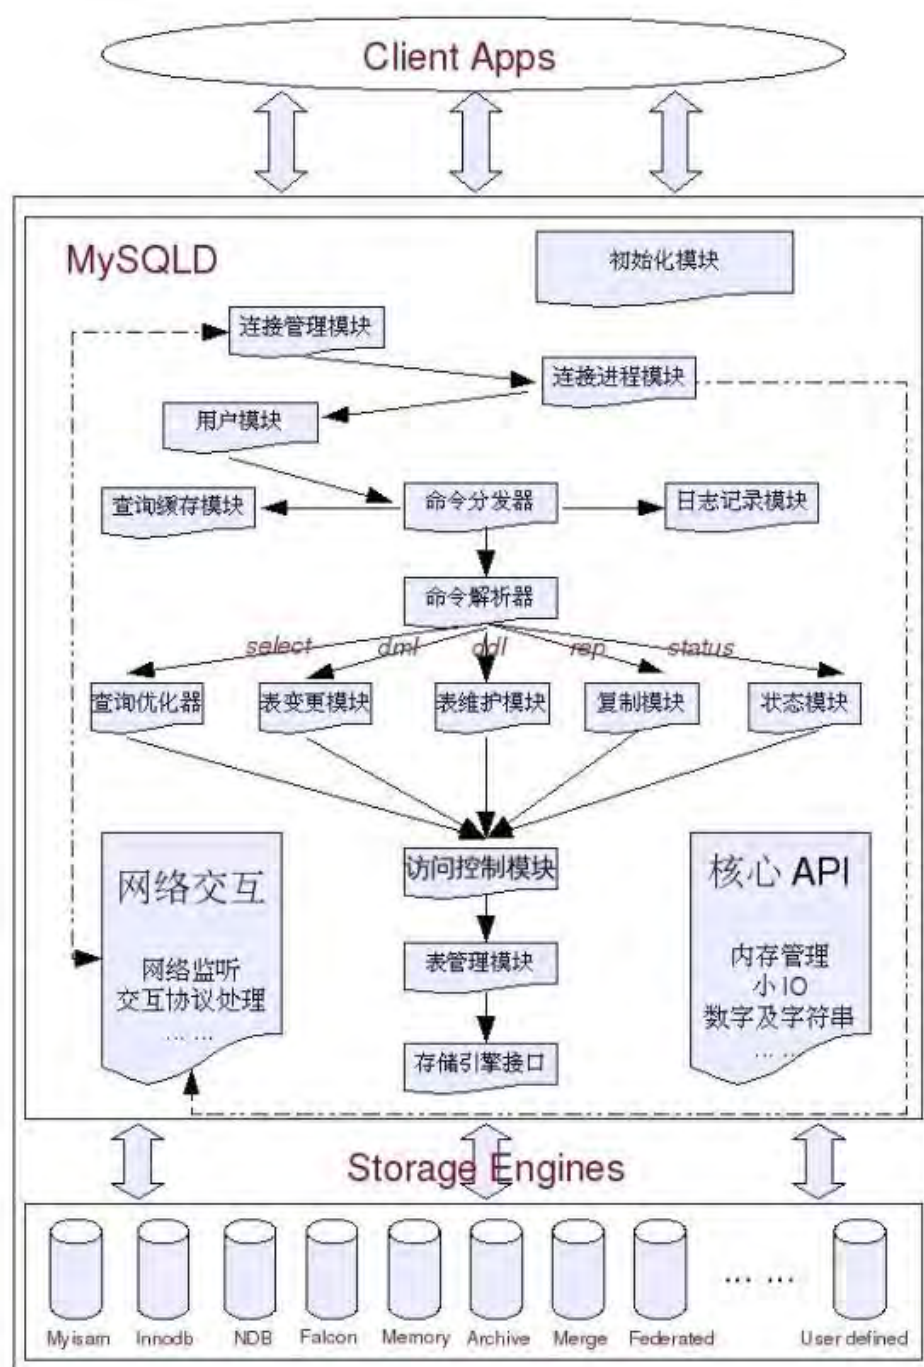 Client Apps
MySQLD
初始化模块
连接管理模块
连接进程模块
用户模块
查询缓存模块
命令分发器
日志记录模块
命令解析器
select
dml
ddl
rep
status
查询优化器
表变更模块
表维护模块
复制模块
状态模块
访问控制模块
网络交互
网络监听
交互协议处理
... ...
表管理模块
存储引擎接口
核心 API
内存管理
小 IO
数字及字符串
... ...
Storage Engines
Myisam
Innodb
NDB
Falcon
Memory
Archive
Merge
Federated
... ...
User defined